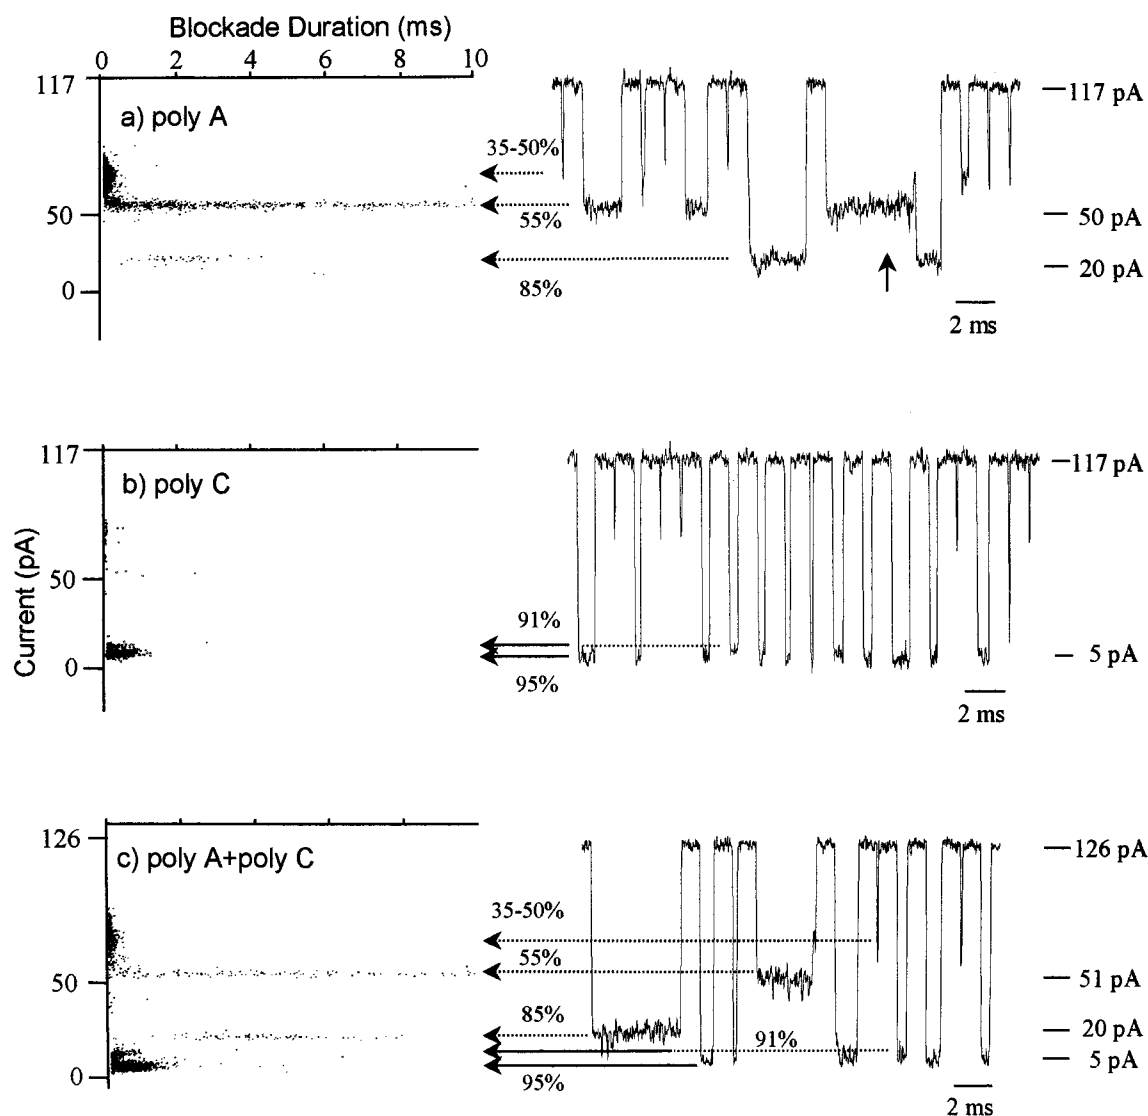 Blockade Duration (ms)
0 2 4 6 8 10
117
a) poly A
50
0
35-50%
55%
85%
117 pA
50 pA
20 pA
2 ms
117
b) poly C
50
0
Current (pA)
91%
95%
117 pA
5 pA
2 ms
126
c) poly A+poly C
50
0
35-50%
55%
85%
91%
95%
126 pA
51 pA
20 pA
5 pA
2 ms